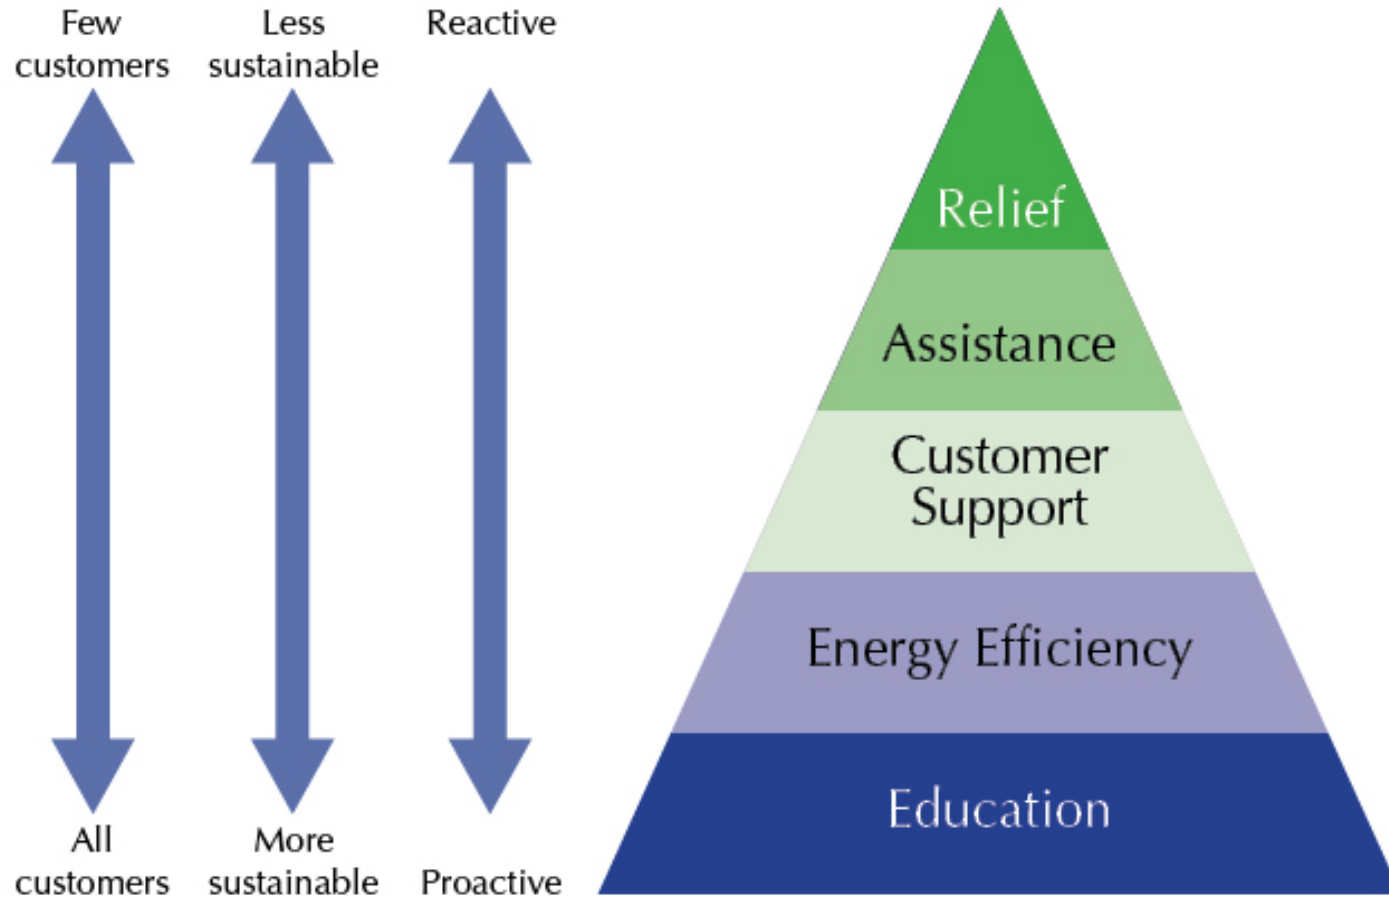 Few
customers
Less
sustainable
Reactive
Relief
Assistance
Customer
Support
Energy Efficiency
Education
All
customers
More
sustainable
Proactive